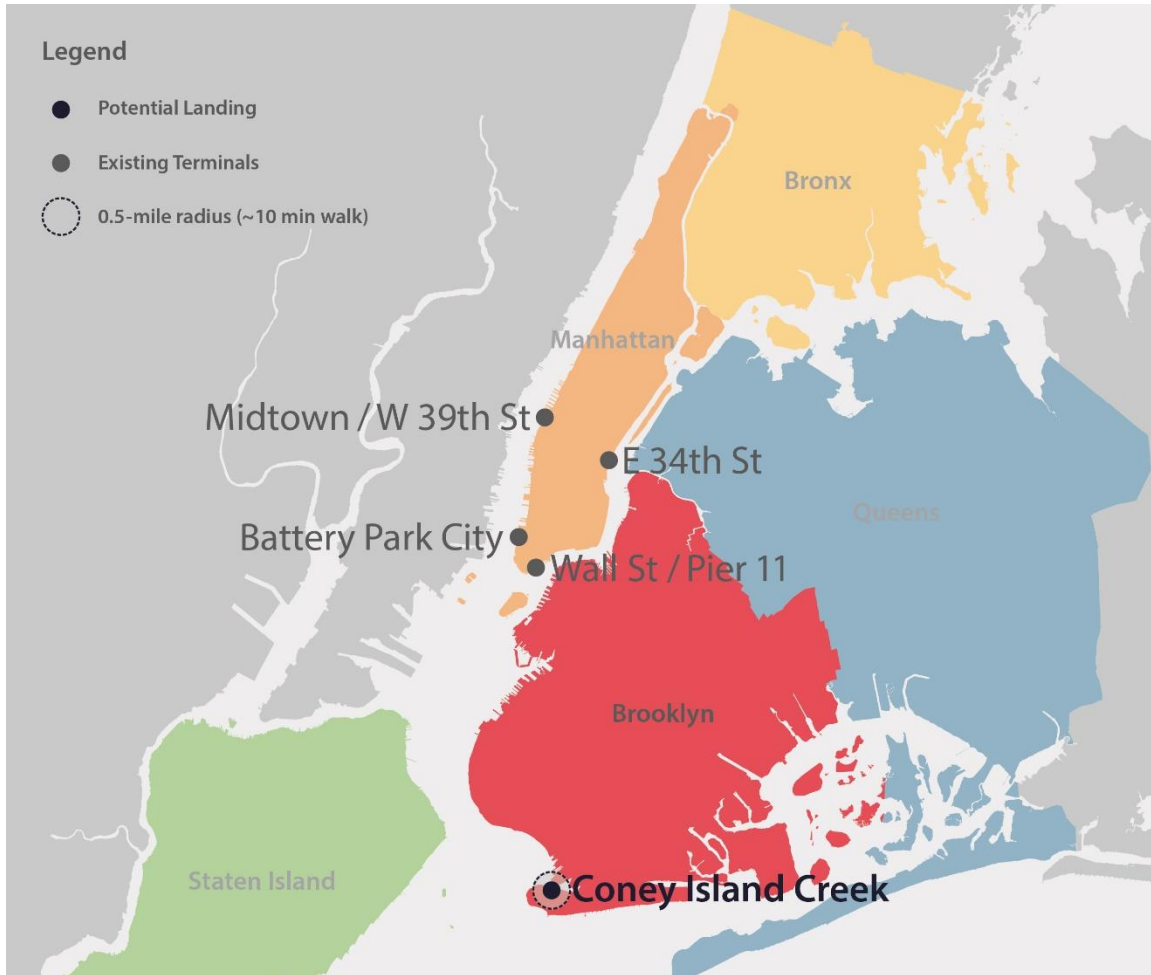 Legend
Potential Landing
Existing Terminals
0.5-mile radius (~10 min walk)
Bronx
Manhattan
Midtown / W 39th St
E 34th St
Queens
Battery Park City
Wall St / Pier 11
Brooklyn
Staten Island
Coney Island Creek